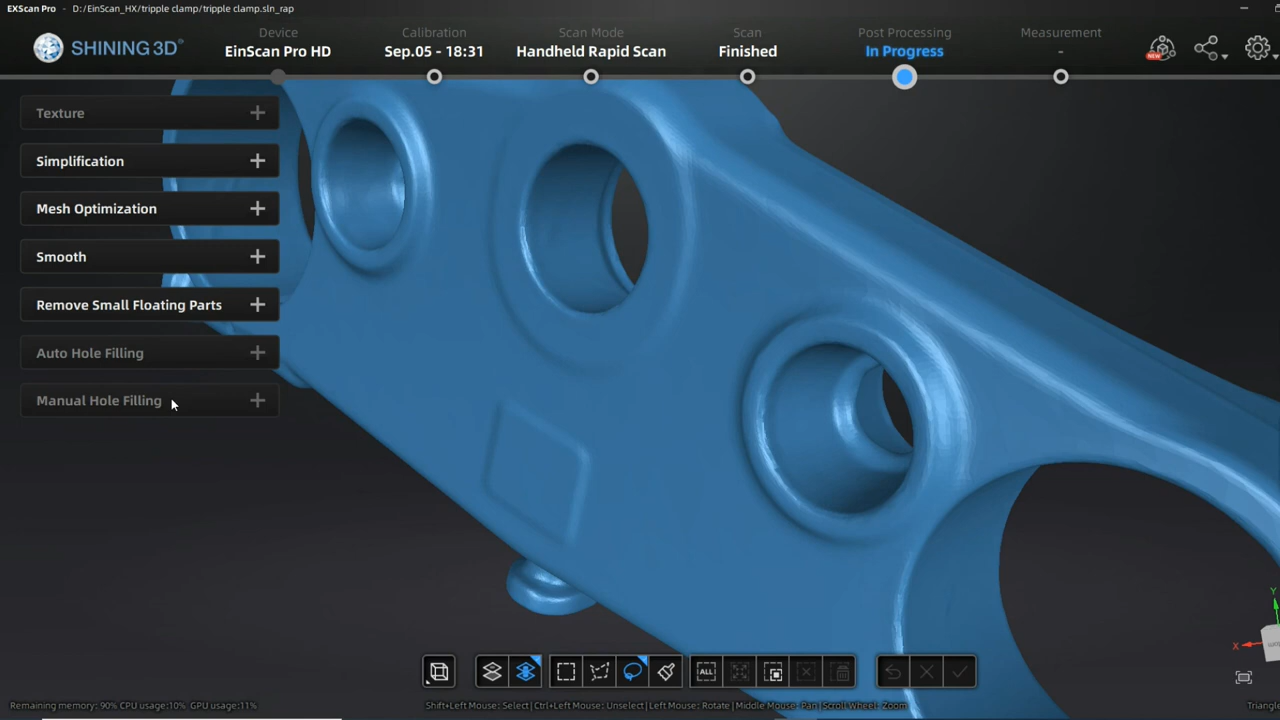 EXScan Pro - D:/EinScan_HX/tripple clamp/tripple clamp.sln_rap
SHINING 3D®
Device
EinScan Pro HD
Calibration
Sep.05 - 18:31
Scan Mode
Handheld Rapid Scan
Scan
Finished
Post Processing
In Progress
Measurement
-
NEW
Texture
Simplification
Mesh Optimization
Smooth
Remove Small Floating Parts
Auto Hole Filling
Manual Hole Filling
Y
X
ALL
Remaining memory: 90% CPU usage:10% GPU usage:11%
Shift+Left Mouse: Select | Ctrl+Left Mouse: Unselect | Left Mouse: Rotate | Middle Mouse: Pan | Scroll Wheel: Zoom
Triangle